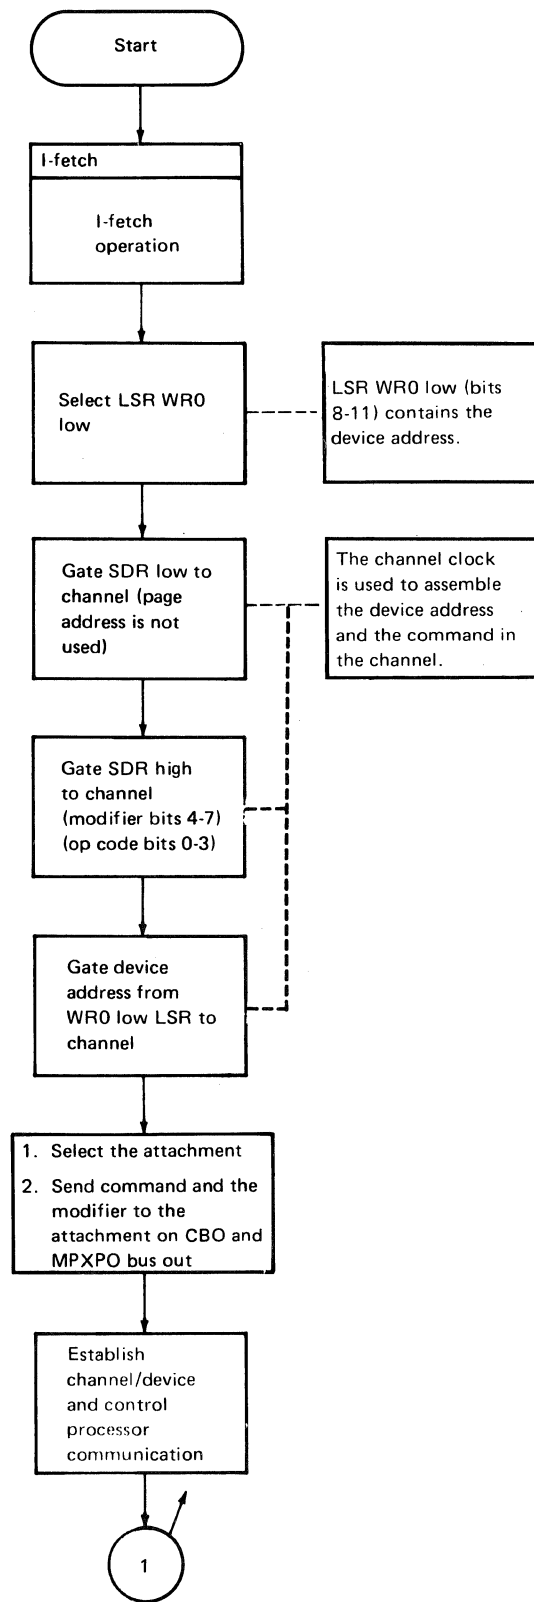 Start
I-fetch
I-fetch
operation
Select LSR WR0
low
LSR WR0 low (bits
8-11) contains the
device address.
Gate SDR low to
channel (page
address is not
used)
The channel clock
is used to assemble
the device address
and the command in
the channel.
Gate SDR high
to channel
(modifier bits 4-7)
(op code bits 0-3)
Gate device
address from
WR0 low LSR to
channel
1. Select the attachment
2. Send command and the
modifier to the
attachment on CBO and
MPXPO bus out
Establish
channel/device
and control
processor
communication
1